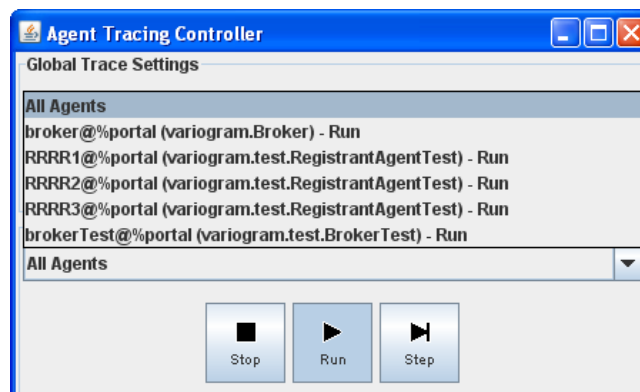 Agent Tracing Controller
Global Trace Settings
All Agents
broker@%portal (variogram.Broker) - Run
RRRR1@%portal (variogram.test.RegistrantAgentTest) - Run
RRRR2@%portal (variogram.test.RegistrantAgentTest) - Run
RRRR3@%portal (variogram.test.RegistrantAgentTest) - Run
brokerTest@%portal (variogram.test.BrokerTest) - Run
All Agents
Stop Run Step